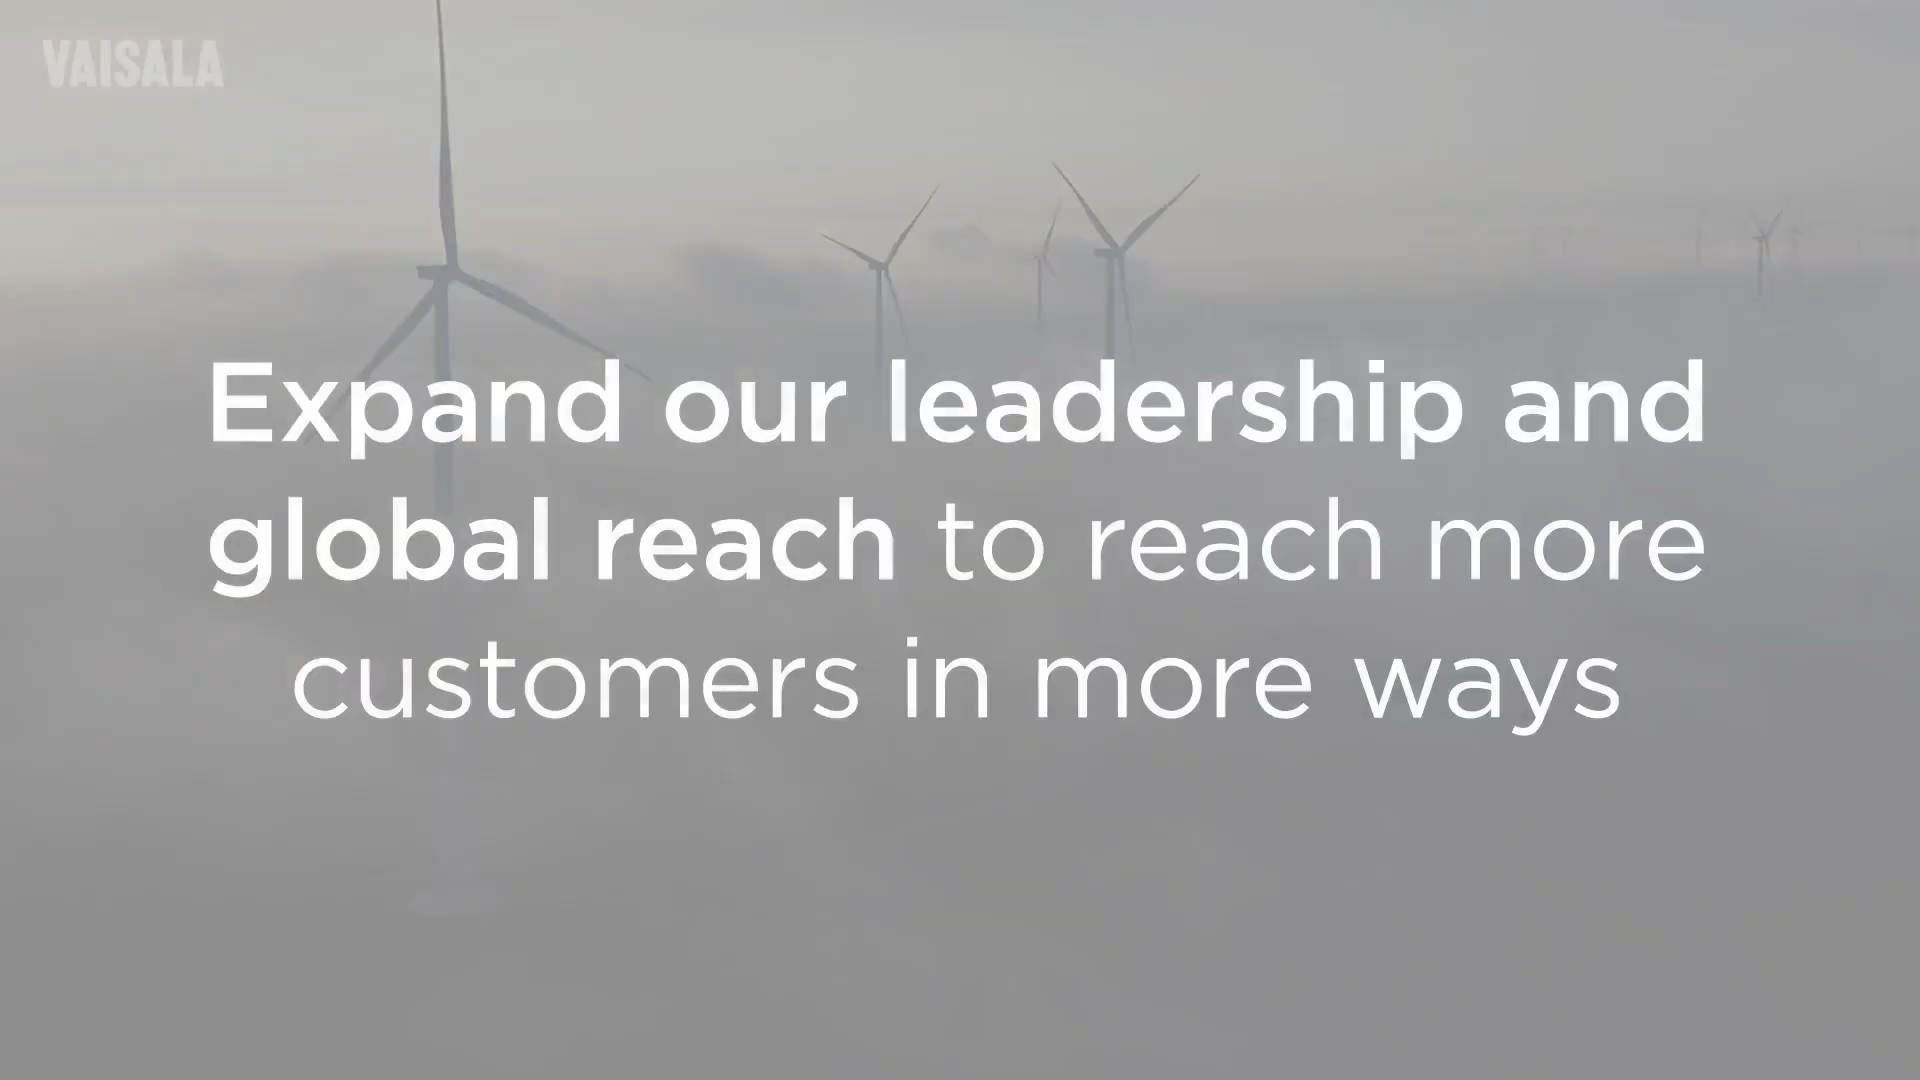 VAISALA
Expand our leadership and
global reach to reach more
customers in more ways